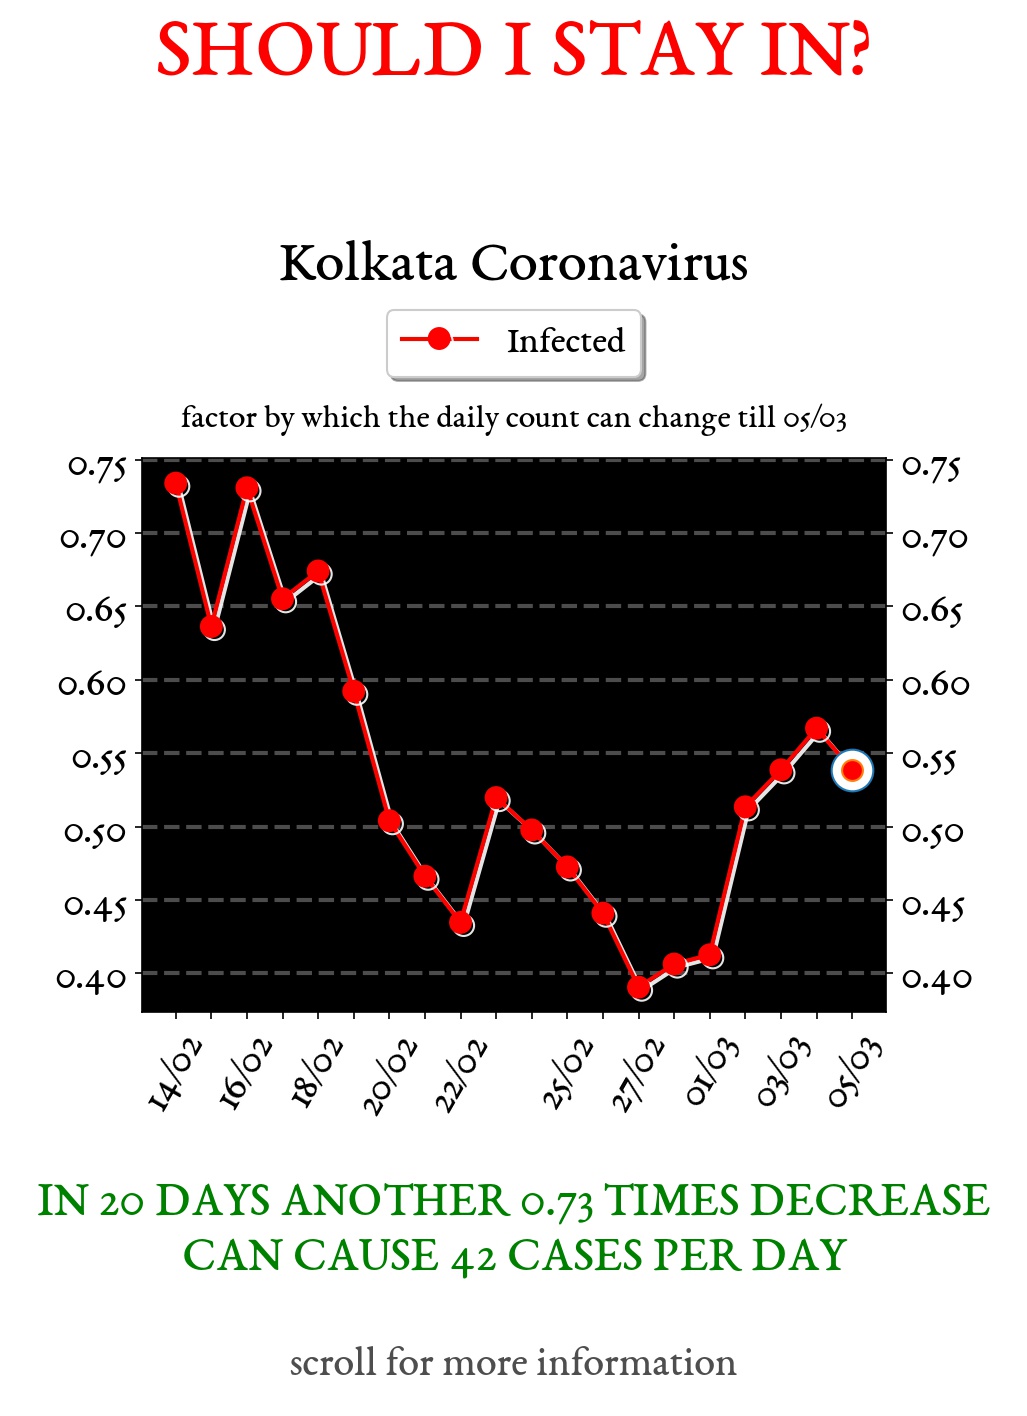 SHOULD I STAY IN?
Kolkata Coronavirus
Infected
factor by which the daily count can change till 05/03
0.75 0.75
0.70 0.70
0.65 0.65
0.60 0.60
0.55 0.55
0.50 0.50
0.45 0.45
0.40 0.40
14/02 16/02 18/02 20/02 22/02 25/02 27/02 01/03 03/03 05/03
IN 20 DAYS ANOTHER 0.73 TIMES DECREASE
CAN CAUSE 42 CASES PER DAY
scroll for more information